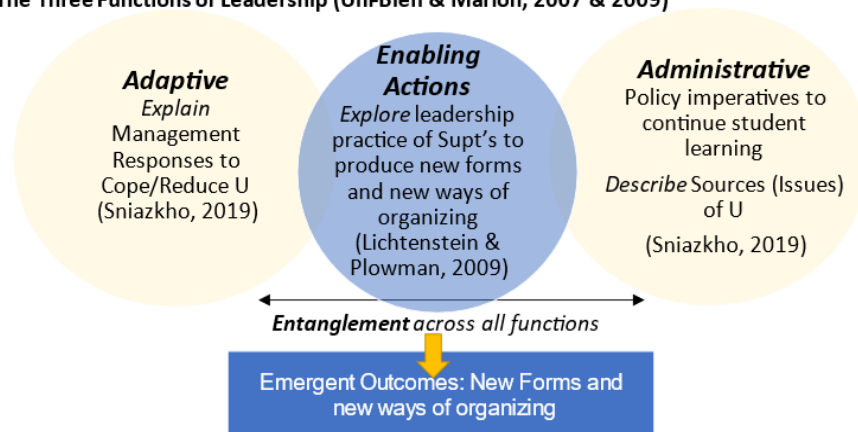 The Three Functions of Leadership (Uhl-Bien & Marion, 2007 & 2009)
Adaptive
Explain
Management
Responses to
Cope/Reduce U
(Sniazkho, 2019)
Enabling
Actions
Explore leadership
practice of Supt’s to
produce new forms
and new ways of
organizing
(Lichtenstein &
Plowman, 2009)
Administrative
Policy imperatives to
continue student
learning
Describe Sources (Issues)
of U
(Sniazkho, 2019)
Entanglement across all functions
Emergent Outcomes: New Forms and
new ways of organizing